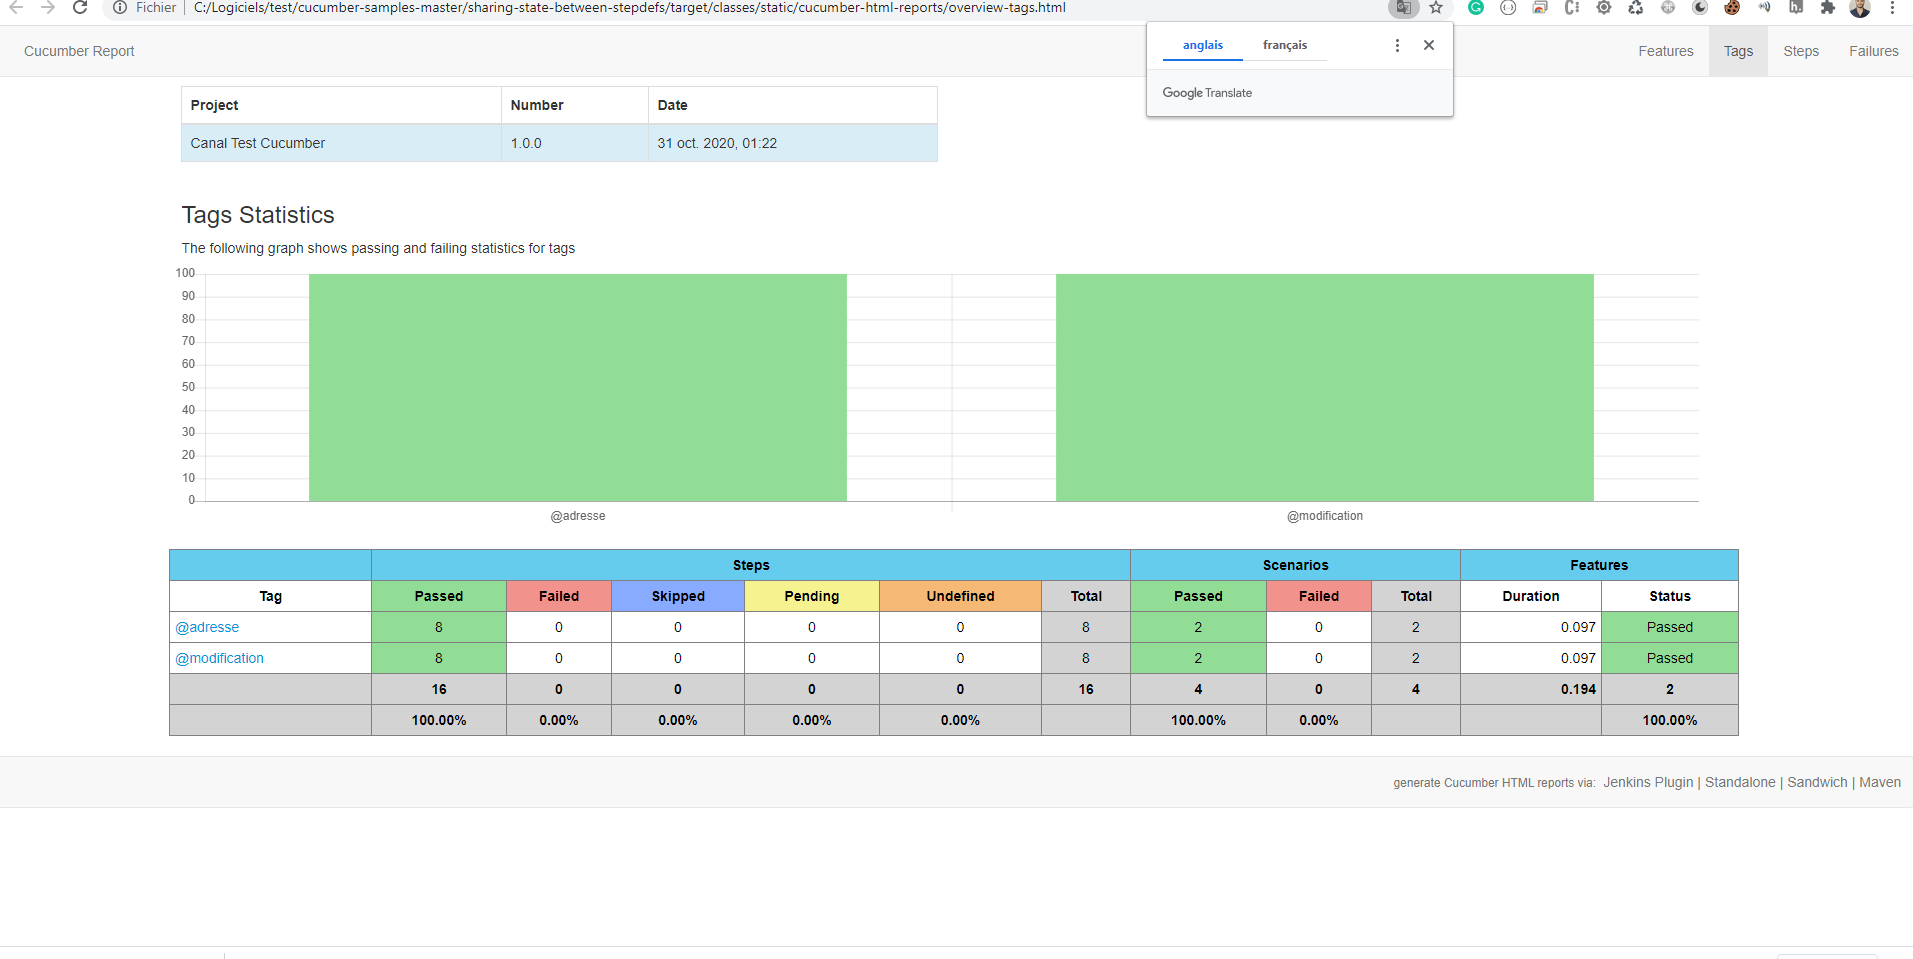 Fichier C:/Logiciels/test/cucumber-samples-master/sharing-state-between-stepdefs/target/classes/static/cucumber-html-reports/overview-tags.html
anglais français
Google Translate
Cucumber Report Features Tags Steps Failures
Project Number Date
Canal Test Cucumber 1.0.0 31 oct. 2020, 01:22
Tags Statistics
The following graph shows passing and failing statistics for tags
100
90
80
70
60
50
40
30
20
10
0
@adresse @modification
Steps Scenarios Features
Tag Passed Failed Skipped Pending Undefined Total Passed Failed Total Duration Status
@adresse 8 0 0 0 0 8 2 0 2 0.097 Passed
@modification 8 0 0 0 0 8 2 0 2 0.097 Passed
16 0 0 0 0 16 4 0 4 0.194 2
100.00% 0.00% 0.00% 0.00% 0.00% 100.00% 0.00% 100.00%
generate Cucumber HTML reports via: Jenkins Plugin | Standalone | Sandwich | Maven